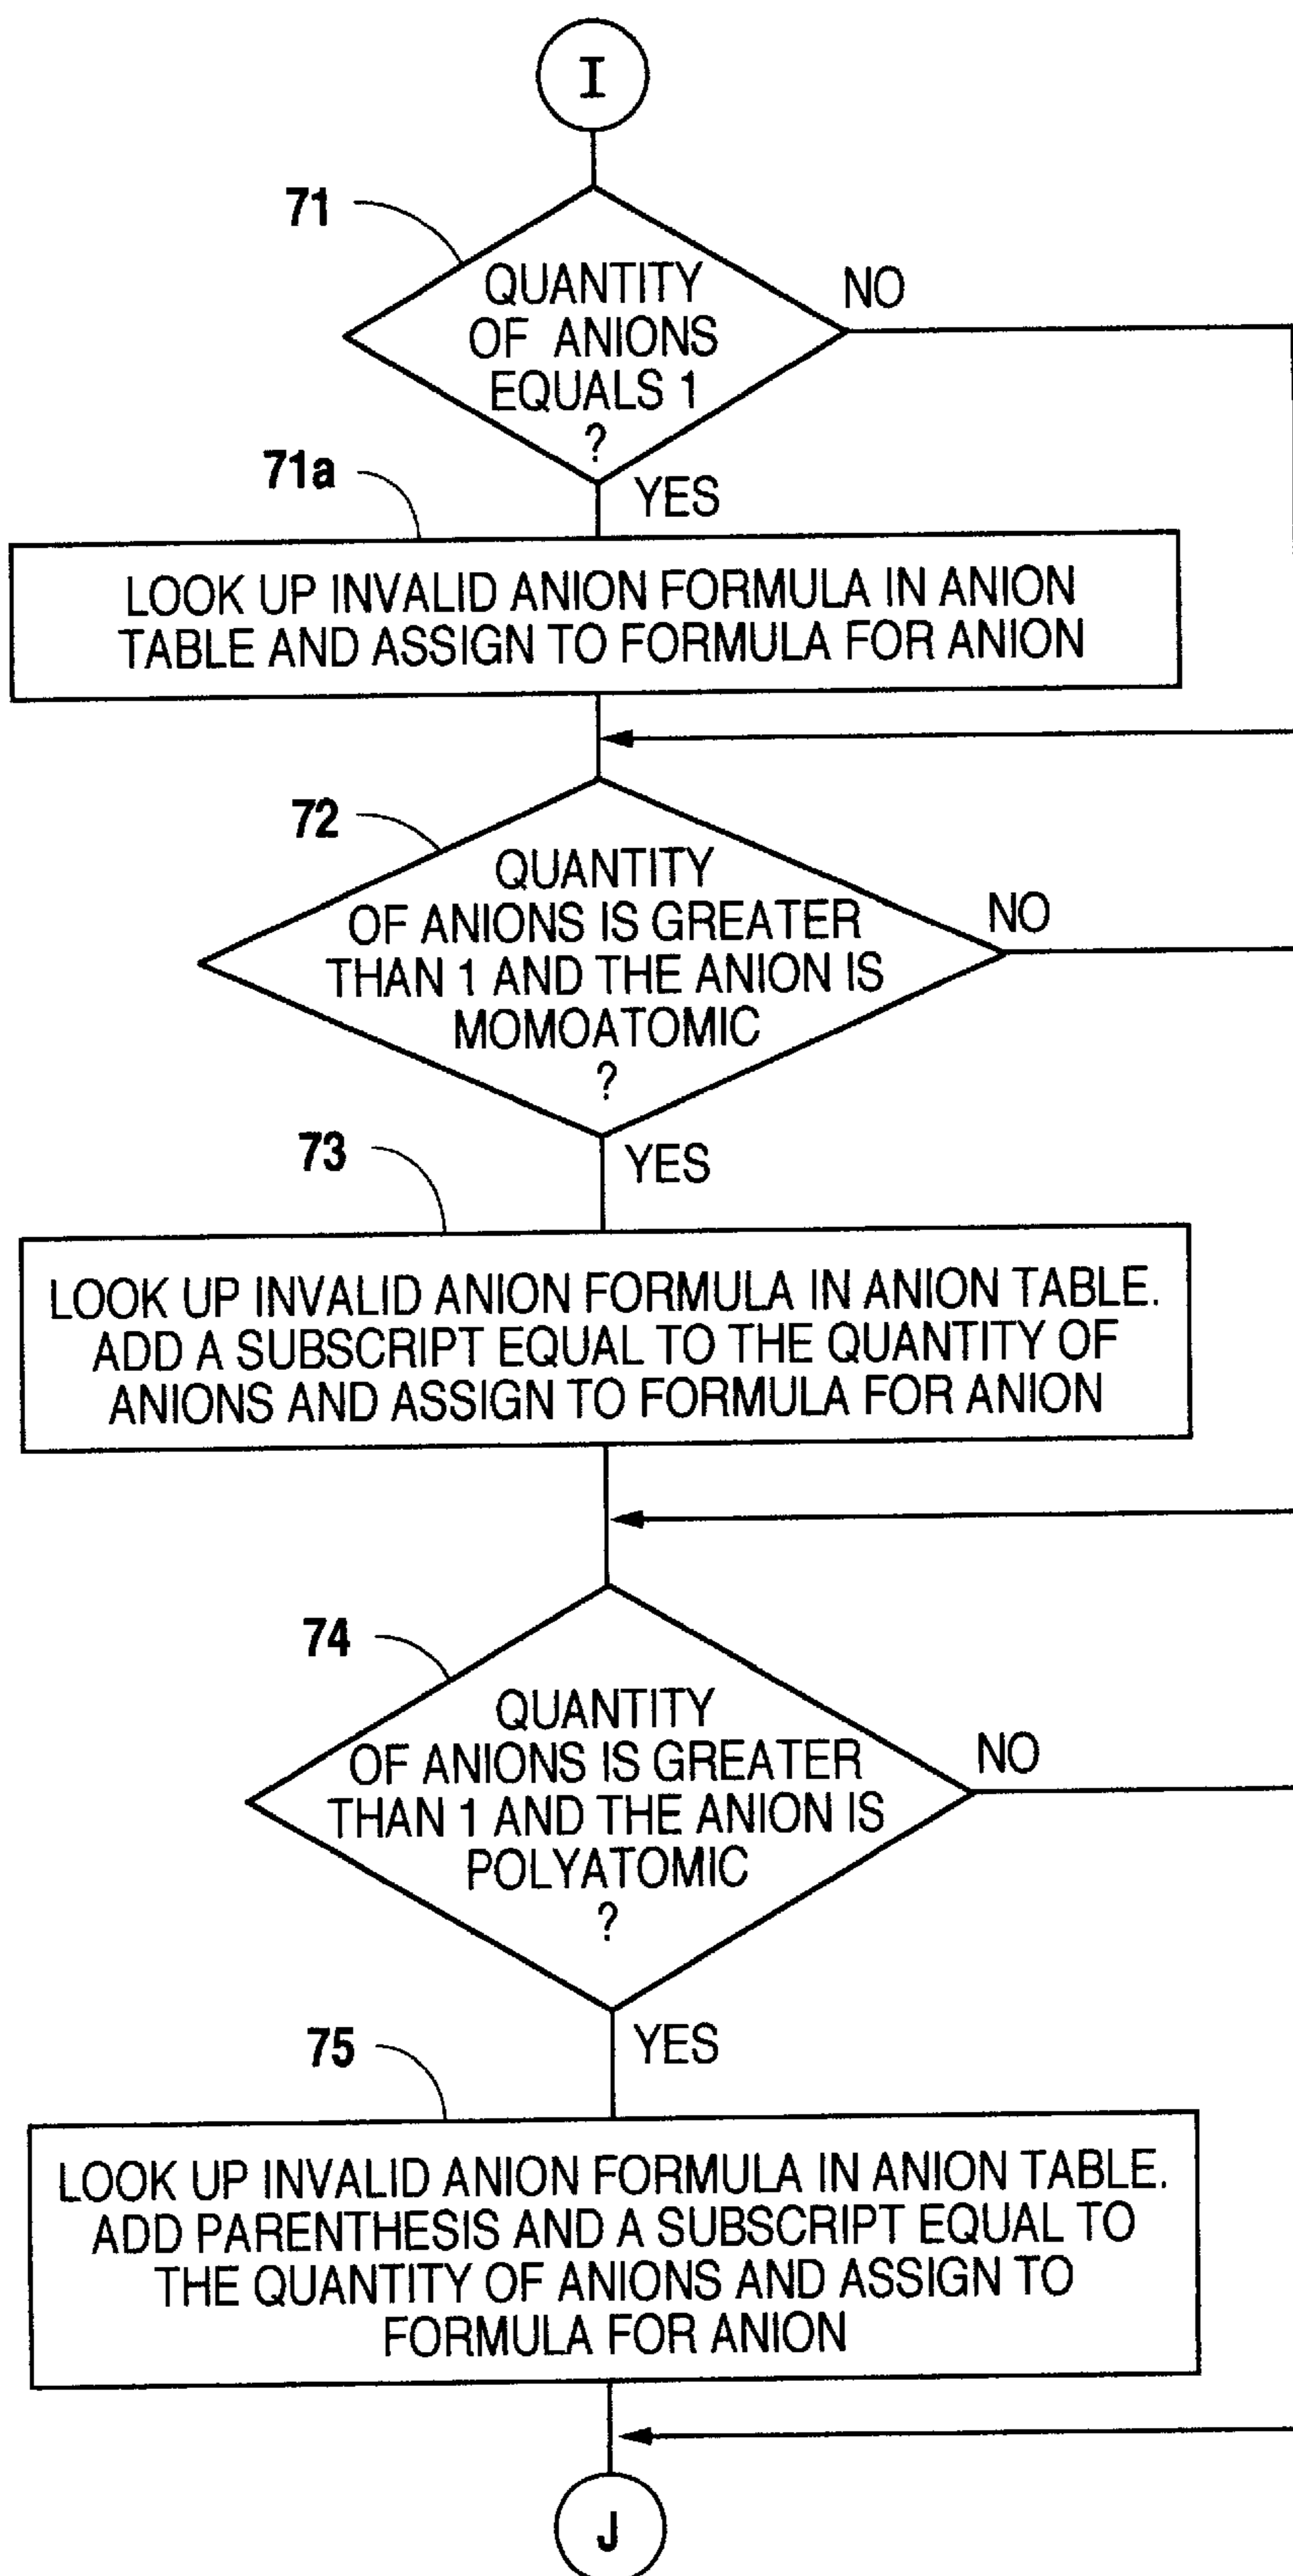 I
71
QUANTITY
OF ANIONS
EQUALS 1
?
NO
71a
YES
LOOK UP INVALID ANION FORMULA IN ANION
TABLE AND ASSIGN TO FORMULA FOR ANION
72
QUANTITY
OF ANIONS IS GREATER
THAN 1 AND THE ANION IS
MOMOATOMIC
?
NO
73
YES
LOOK UP INVALID ANION FORMULA IN ANION TABLE.
ADD A SUBSCRIPT EQUAL TO THE QUANTITY OF
ANIONS AND ASSIGN TO FORMULA FOR ANION
74
QUANTITY
OF ANIONS IS GREATER
THAN 1 AND THE ANION IS
POLYATOMIC
?
NO
75
YES
LOOK UP INVALID ANION FORMULA IN ANION TABLE.
ADD PARENTHESIS AND A SUBSCRIPT EQUAL TO
THE QUANTITY OF ANIONS AND ASSIGN TO
FORMULA FOR ANION
J